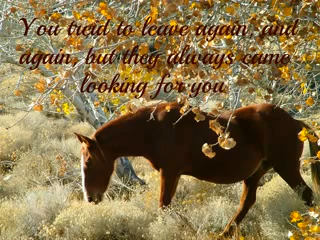 You tried to leave again, and
again, but they always came
looking for you